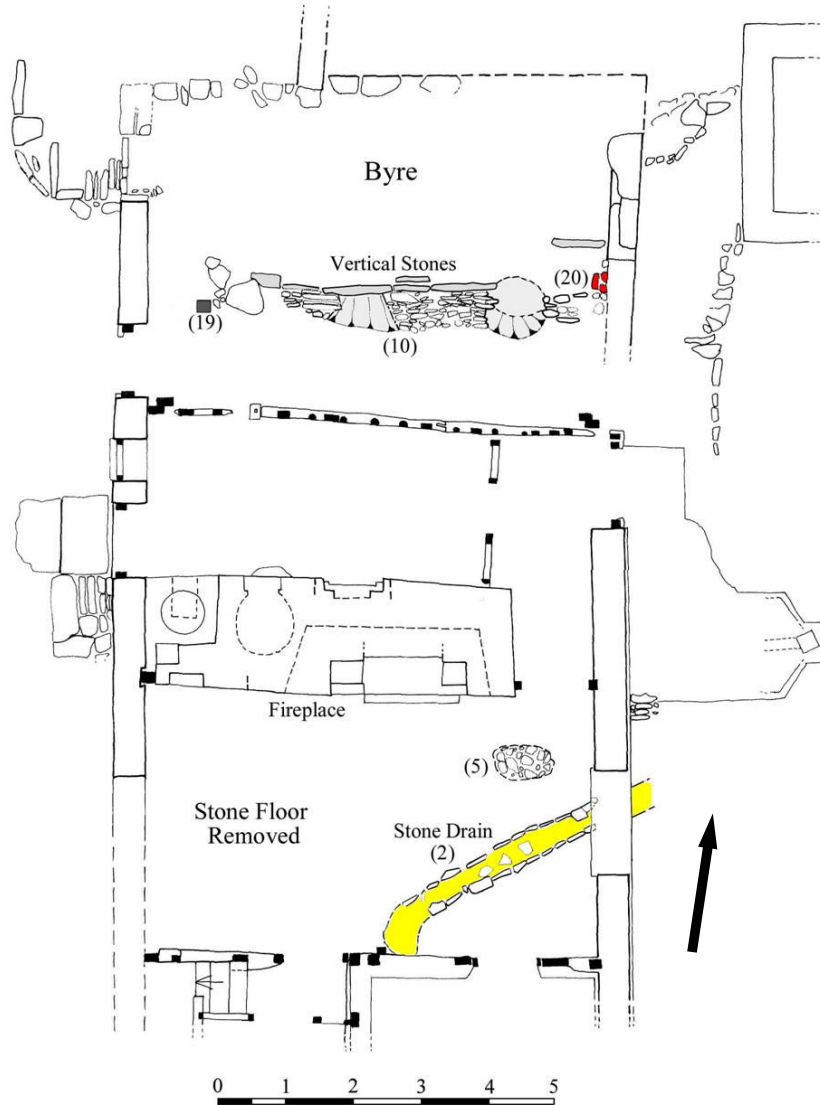 Byre
Vertical Stones
(20)
(19)
(10)
Fireplace
(5)
Stone Floor
Removed
Stone Drain
(2)
0 1 2 3 4 5